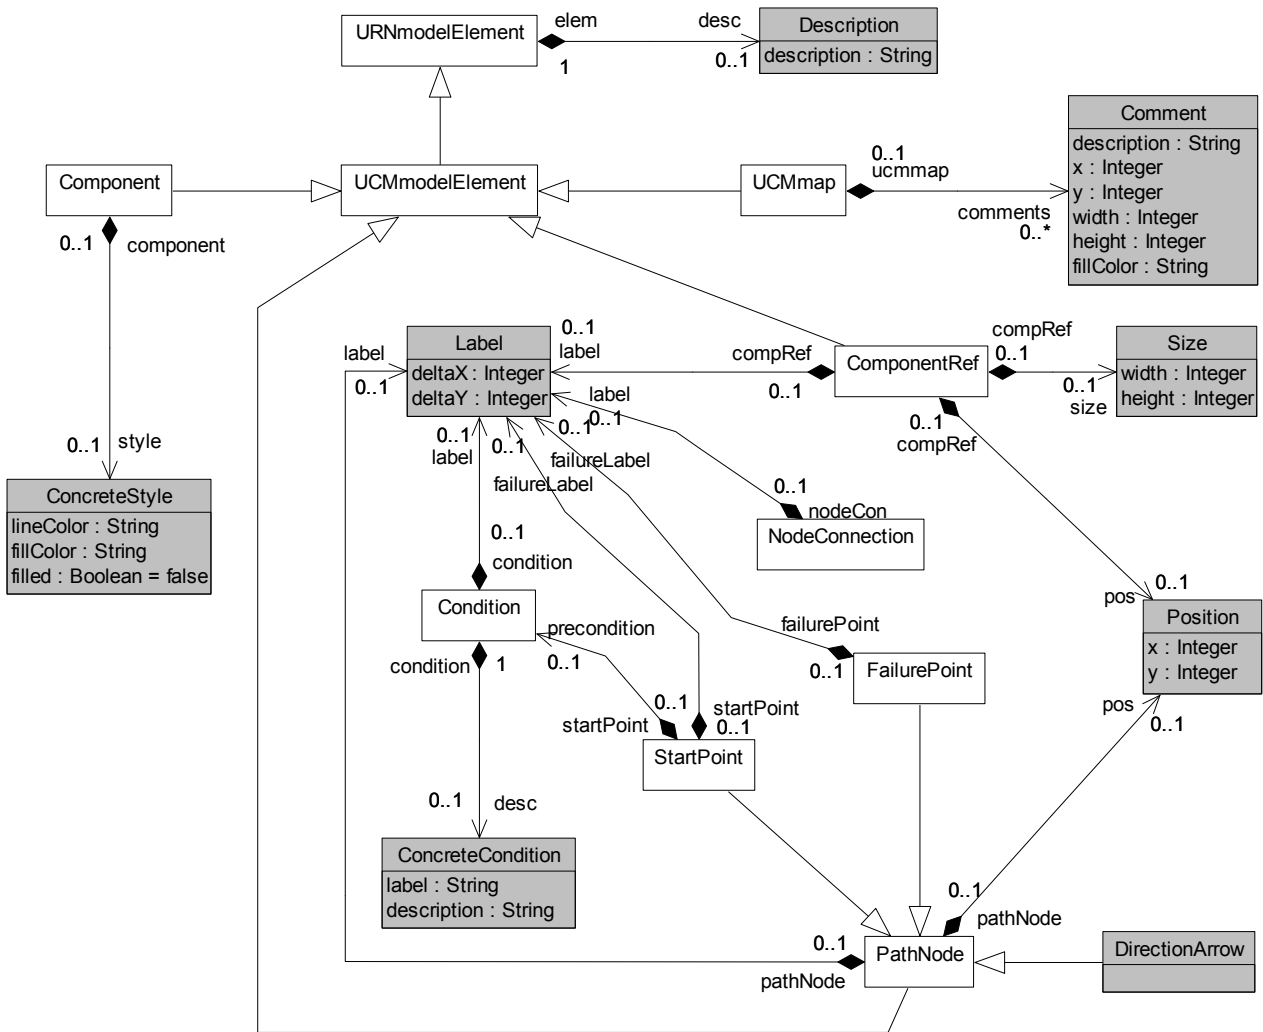 URNmodelElement
elem
1
desc
0..1
Description
description : String
Component
UCMmodelElement
UCMmap
0..1
ucmmap
comments
0..*
Comment
description : String
x : Integer
y : Integer
width : Integer
height : Integer
fillColor : String
0..1
component
0..1
style
ConcreteStyle
lineColor : String
fillColor : String
filled : Boolean = false
label
0..1
Label
deltaX : Integer
deltaY : Integer
0..1
label
compRef
0..1
ComponentRef
compRef
0..1
0..1
size
Size
width : Integer
height : Integer
0..1
compRef
label
0..1
0..1
label
0..1
failureLabel
0..1
failureLabel
0..1
nodeCon
NodeConnection
0..1
condition
Condition
condition
1
precondition
0..1
failurePoint
0..1
FailurePoint
pos
0..1
Position
x : Integer
y : Integer
pos
0..1
0..1
startPoint
startPoint
0..1
StartPoint
0..1
desc
ConcreteCondition
label : String
description : String
0..1
pathNode
0..1
pathNode
PathNode
DirectionArrow